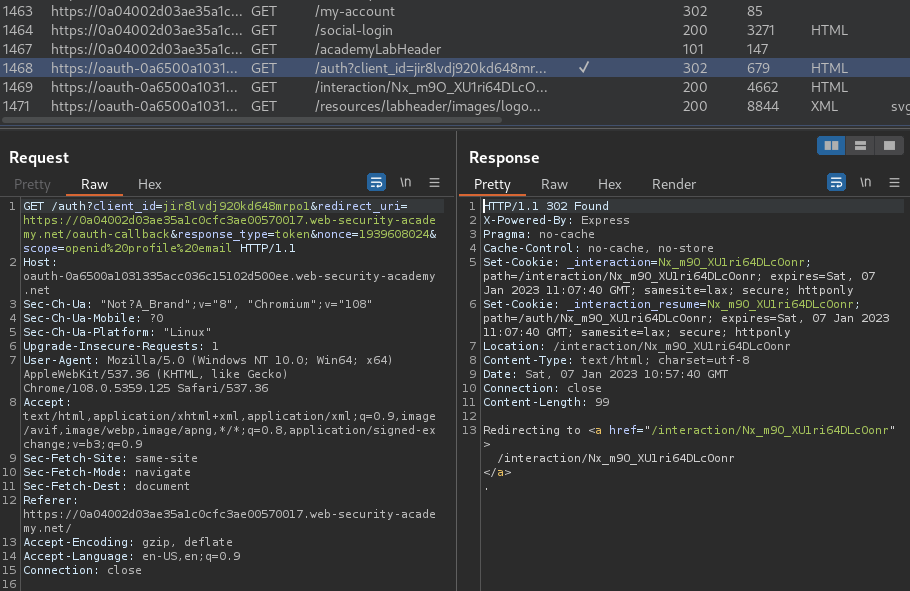 1463 https://0a04002d03ae35a1c... GET /my-account 302 85
1464 https://0a04002d03ae35a1c... GET /social-login 200 3271 HTML
1467 https://0a04002d03ae35a1c... GET /academyLabHeader 101 147
1468 https://oauth-0a6500a1031... GET /auth?client_id=jir8lvdj920kd648mr... ✓ 302 679 HTML
1469 https://oauth-0a6500a1031... GET /interaction/Nx_m9O_XU1ri64DLcO... 200 4662 HTML
1471 https://oauth-0a6500a1031... GET /resources/labheader/images/logo... 200 8844 XML svg
Request
Pretty Raw Hex \n
1 GET /auth?client_id=jir8lvdj920kd648mrpo1&redirect_uri=
https://0a04002d03ae35a1c0cfc3ae00570017.web-security-acade
my.net/oauth-callback&response_type=token&nonce=1939608024&
scope=openid%20profile%20email HTTP/1.1
2 Host:
oauth-0a6500a1031335acc036c15102d500ee.web-security-academy
.net
3 Sec-Ch-Ua: "Not?A_Brand";v="8", "Chromium";v="108"
4 Sec-Ch-Ua-Mobile: ?0
5 Sec-Ch-Ua-Platform: "Linux"
6 Upgrade-Insecure-Requests: 1
7 User-Agent: Mozilla/5.0 (Windows NT 10.0; Win64; x64)
AppleWebKit/537.36 (KHTML, like Gecko)
Chrome/108.0.5359.125 Safari/537.36
8 Accept:
text/html,application/xhtml+xml,application/xml;q=0.9,image
/avif,image/webp,image/apng,*/*;q=0.8,application/signed-ex
change;v=b3;q=0.9
9 Sec-Fetch-Site: same-site
10 Sec-Fetch-Mode: navigate
11 Sec-Fetch-Dest: document
12 Referer:
https://0a04002d03ae35a1c0cfc3ae00570017.web-security-acade
my.net/
13 Accept-Encoding: gzip, deflate
14 Accept-Language: en-US,en;q=0.9
15 Connection: close
16
Response
Pretty Raw Hex Render \n
1 HTTP/1.1 302 Found
2 X-Powered-By: Express
3 Pragma: no-cache
4 Cache-Control: no-cache, no-store
5 Set-Cookie: _interaction=Nx_m9O_XU1ri64DLcOonr;
path=/interaction/Nx_m9O_XU1ri64DLcOonr; expires=Sat, 07
Jan 2023 11:07:40 GMT; samesite=lax; secure; httponly
6 Set-Cookie: _interaction_resume=Nx_m9O_XU1ri64DLcOonr;
path=/auth/Nx_m9O_XU1ri64DLcOonr; expires=Sat, 07 Jan 2023
11:07:40 GMT; samesite=lax; secure; httponly
7 Location: /interaction/Nx_m9O_XU1ri64DLcOonr
8 Content-Type: text/html; charset=utf-8
9 Date: Sat, 07 Jan 2023 10:57:40 GMT
10 Connection: close
11 Content-Length: 99
12
13 Redirecting to <a href="/interaction/Nx_m9O_XU1ri64DLcOonr"
>
/interaction/Nx_m9O_XU1ri64DLcOonr
</a>
.